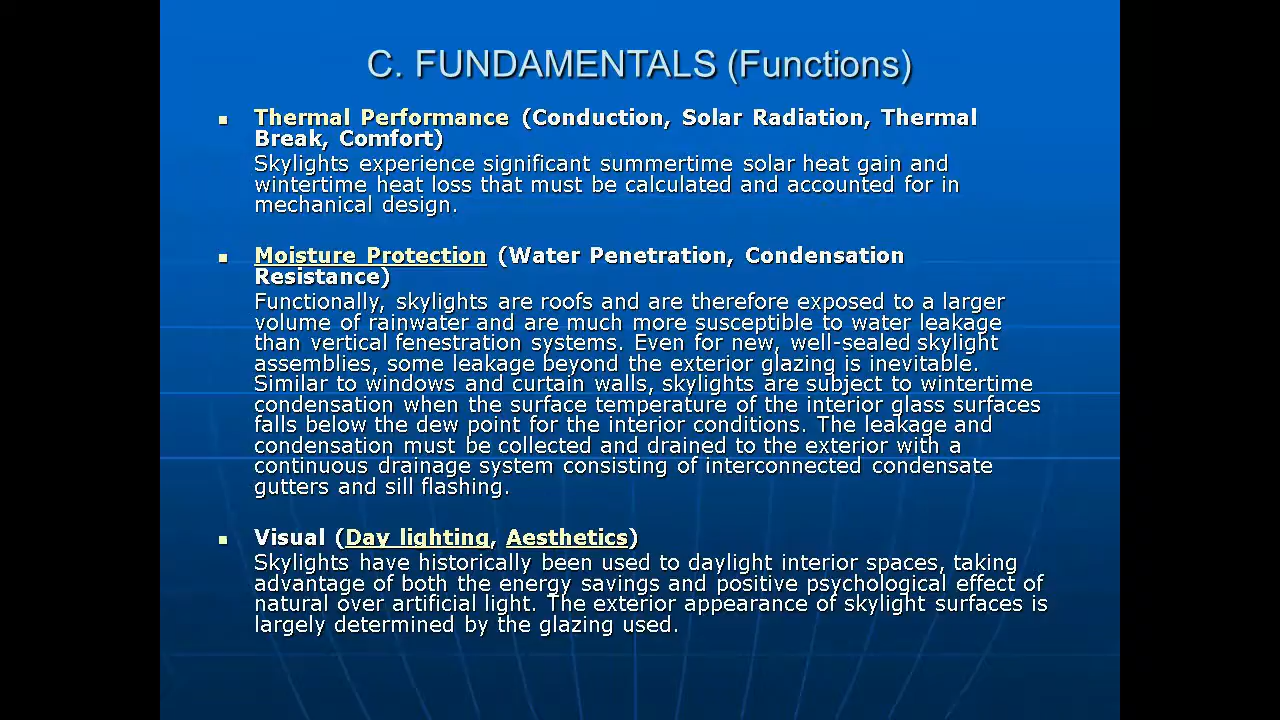 C. FUNDAMENTALS (Functions)
Thermal Performance (Conduction, Solar Radiation, Thermal
Break, Comfort)
Skylights experience significant summertime solar heat gain and
wintertime heat loss that must be calculated and accounted for in
mechanical design.
Moisture Protection (Water Penetration, Condensation
Resistance)
Functionally, skylights are roofs and are therefore exposed to a larger
volume of rainwater and are much more susceptible to water leakage
than vertical fenestration systems. Even for new, well-sealed skylight
assemblies, some leakage beyond the exterior glazing is inevitable.
Similar to windows and curtain walls, skylights are subject to wintertime
condensation when the surface temperature of the interior glass surfaces
falls below the dew point for the interior conditions. The leakage and
condensation must be collected and drained to the exterior with a
continuous drainage system consisting of interconnected condensate
gutters and sill flashing.
Visual (Day lighting, Aesthetics)
Skylights have historically been used to daylight interior spaces, taking
advantage of both the energy savings and positive psychological effect of
natural over artificial light. The exterior appearance of skylight surfaces is
largely determined by the glazing used.